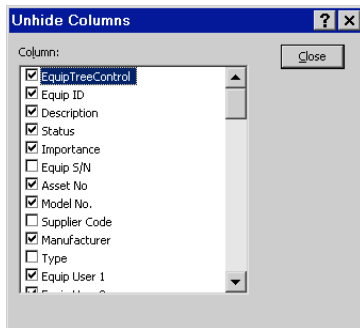 Unhide Columns
Column:
Close
EquipTreeControl
Equip ID
Description
Status
Importance
Equip S/N
Asset No
Model No.
Supplier Code
Manufacturer
Type
Equip User 1